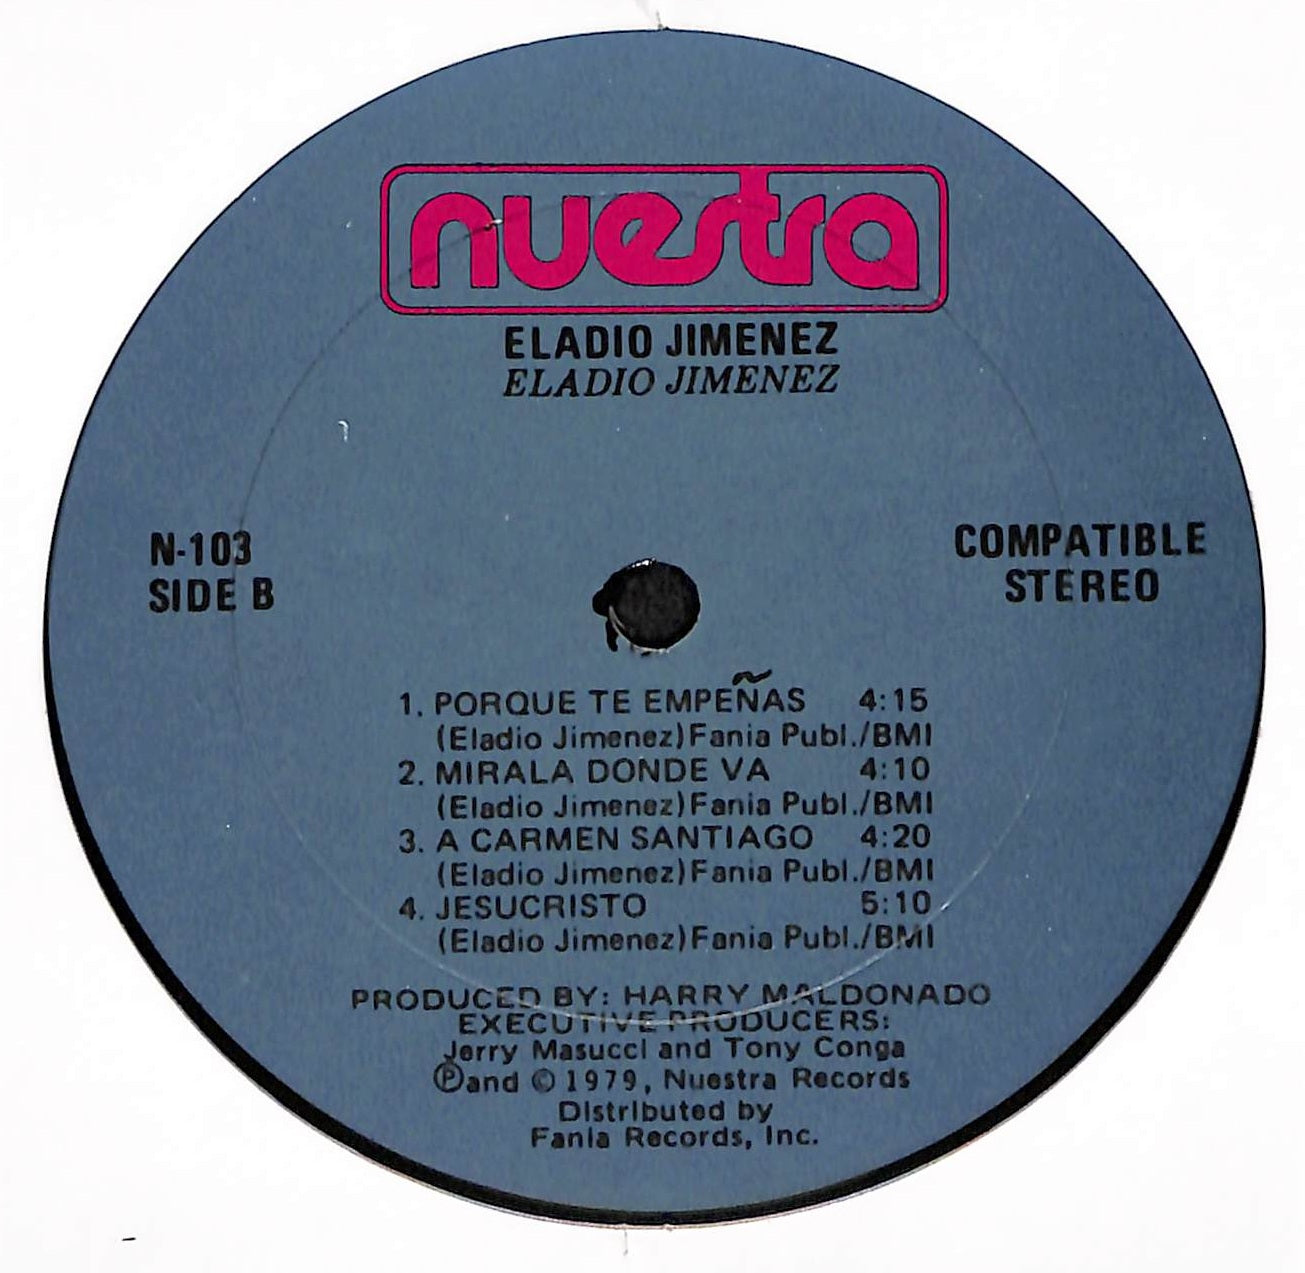 nuestra
ELADIO JIMENEZ
ELADIO JIMENEZ
N-103
SIDE B
COMPATIBLE
STEREO
1. PORQUE TE EMPEÑAS 4:15
(Eladio Jimenez)Fania Publ./BMI
2. MIRALA DONDE VA 4:10
(Eladio Jimenez)Fania Publ./BMI
3. A CARMEN SANTIAGO 4:20
(Eladio Jimenez)Fania Publ./BMI
4. JESUCRISTO 5:10
(Eladio Jimenez)Fania Publ./BMI
PRODUCED BY: HARRY MALDONADO
EXECUTIVE PRODUCERS:
Jerry Masucci and Tony Conga
℗and © 1979, Nuestra Records
Distributed by
Fania Records, Inc.